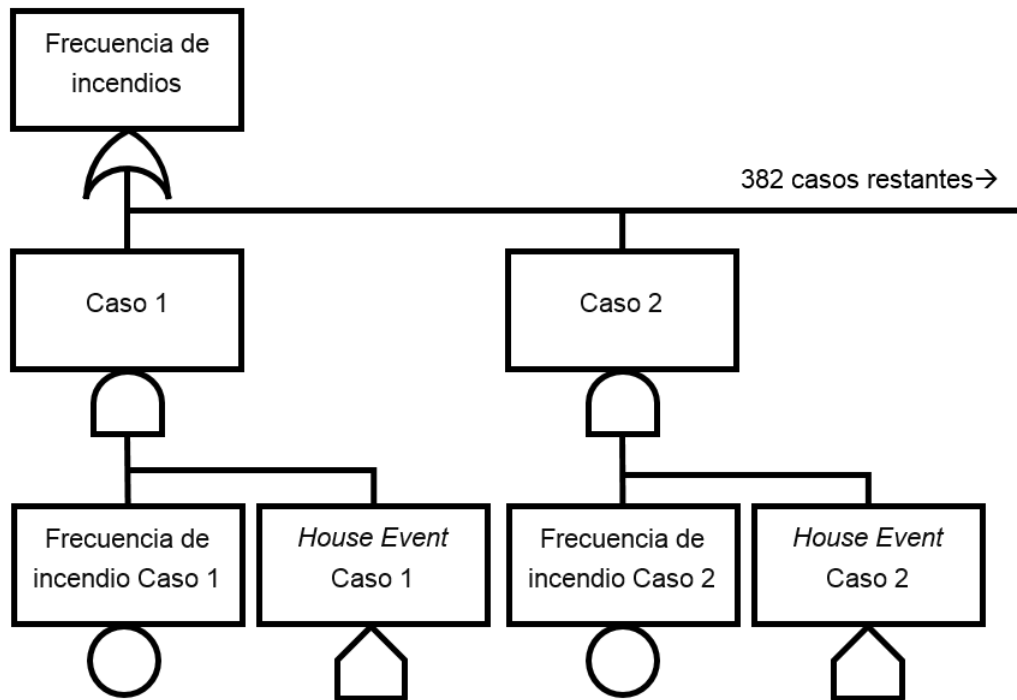 Frecuencia de
incendios
382 casos restantes→
Caso 1
Caso 2
Frecuencia de
incendio Caso 1
House Event
Caso 1
Frecuencia de
incendio Caso 2
House Event
Caso 2